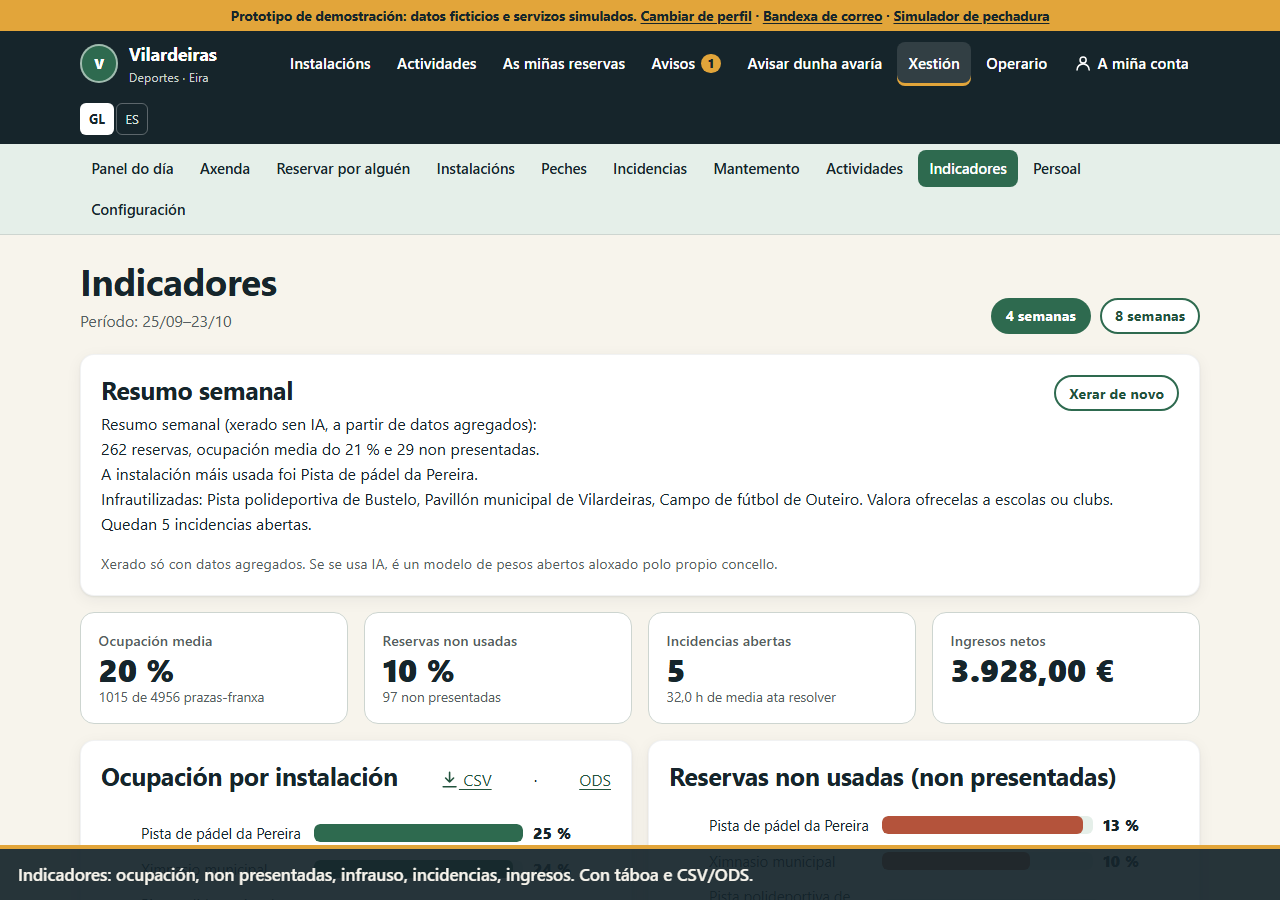 Prototipo de demostración: datos ficticios e servizos simulados. Cambiar de perfil · Bandexa de correo · Simulador de pechadura
V
Vilardeiras
Deportes · Eira
Instalacións
Actividades
As miñas reservas
Avisos 1
Avisar dunha avaría
Xestión
Operario
A miña conta
GL
ES
Panel do día
Axenda
Reservar por alguén
Instalacións
Peches
Incidencias
Mantemento
Actividades
Indicadores
Persoal
Configuración
Indicadores
Período: 25/09–23/10
4 semanas
8 semanas
Resumo semanal
Xerar de novo
Resumo semanal (xerado sen IA, a partir de datos agregados):
262 reservas, ocupación media do 21 % e 29 non presentadas.
A instalación máis usada foi Pista de pádel da Pereira.
Infrautilizadas: Pista polideportiva de Bustelo, Pavillón municipal de Vilardeiras, Campo de fútbol de Outeiro. Valora ofrecelas a escolas ou clubs.
Quedan 5 incidencias abertas.
Xerado só con datos agregados. Se se usa IA, é un modelo de pesos abertos aloxado polo propio concello.
Ocupación media
20 %
1015 de 4956 prazas-franxa
Reservas non usadas
10 %
97 non presentadas
Incidencias abertas
5
32,0 h de media ata resolver
Ingresos netos
3.928,00 €
Ocupación por instalación
CSV · ODS
Pista de pádel da Pereira 25 %
Ximnasio municipal 24 %
Reservas non usadas (non presentadas)
Pista de pádel da Pereira 13 %
Ximnasio municipal 10 %
Pista polideportiva de
Indicadores: ocupación, non presentadas, infrauso, incidencias, ingresos. Con táboa e CSV/ODS.